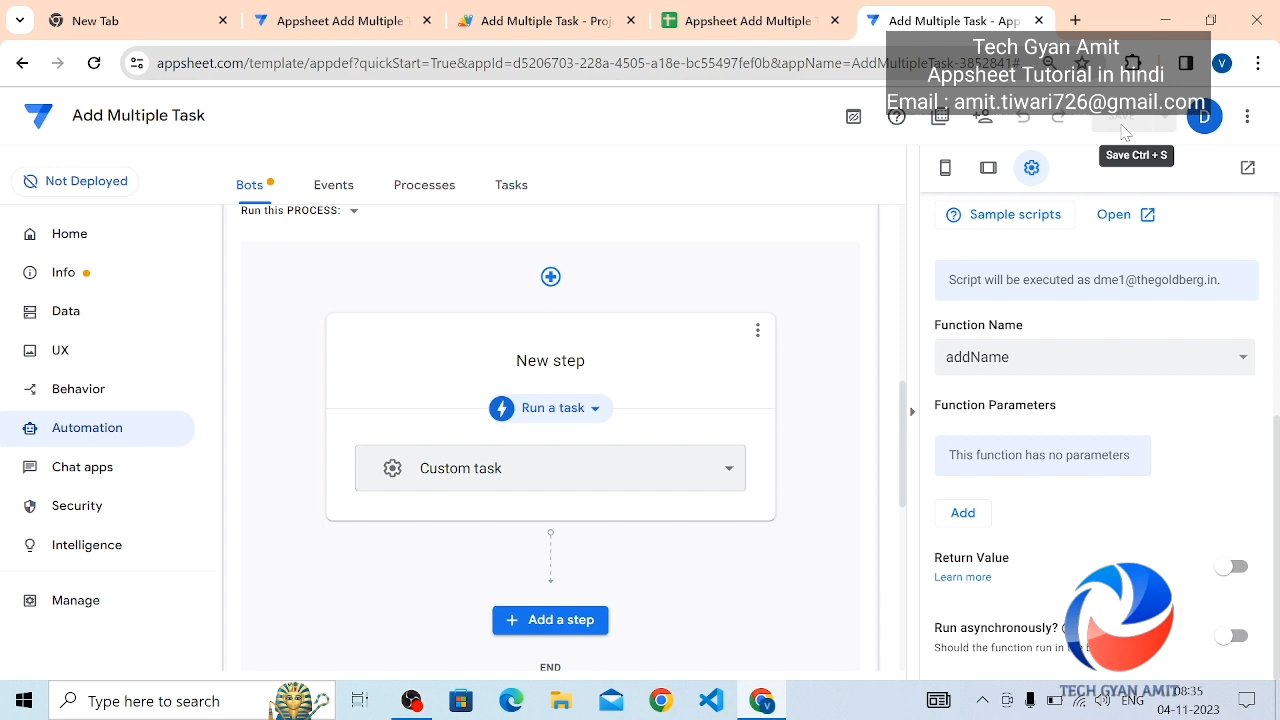 New Tab
Appsheet Add Multiple Ta
Add Multiple Task - Proj
Appsheet Add Multiple Ta
Add Multiple Task - App
appsheet.com/template/appdef?quickStart=True&appId=d5206703-228a-4505-a18e-bc55497fef0b&appName=AddMultipleTask-3852841#
V
Tech Gyan Amit
Appsheet Tutorial in hindi
Email : amit.tiwari726@gmail.com
Add Multiple Task
SAVE
D
Save Ctrl + S
Not Deployed
Bots
Events
Processes
Tasks
Home
Info
Data
UX
Behavior
Automation
Chat apps
Security
Intelligence
Manage
Run this PROCESS:
New step
Run a task
Custom task
Add a step
END
Sample scripts
Open
Script will be executed as dme1@thegoldberg.in.
Function Name
addName
Function Parameters
This function has no parameters
Add
Return Value
Learn more
Run asynchronously?
Should the function run in
TECH GYAN AMIT
Type here to search
V
ENG
08:35
04-11-2023